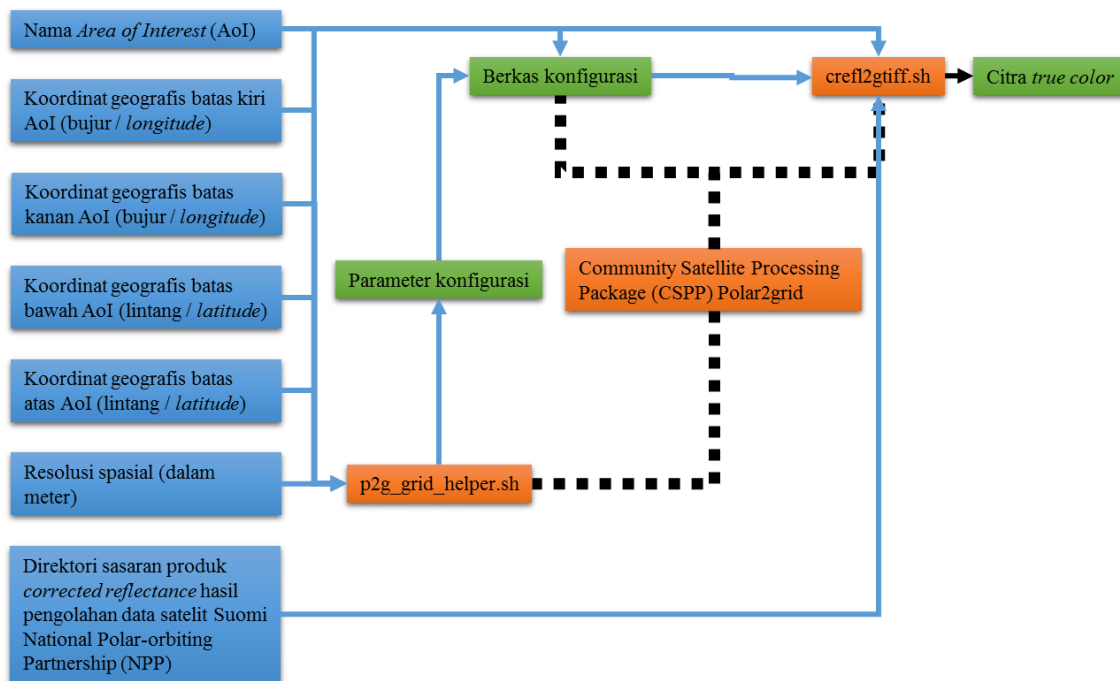 Nama Area of Interest (AoI)
Koordinat geografis batas kiri
AoI (bujur / longitude)
Koordinat geografis batas
kanan AoI (bujur / longitude)
Koordinat geografis batas
bawah AoI (lintang / latitude)
Koordinat geografis batas
atas AoI (lintang / latitude)
Resolusi spasial (dalam
meter)
Direktori sasaran produk
corrected reflectance hasil
pengolahan data satelit Suomi
National Polar-orbiting
Partnership (NPP)
p2g_grid_helper.sh
Parameter konfigurasi
Berkas konfigurasi
Community Satellite Processing
Package (CSPP) Polar2grid
crefl2gtiff.sh
Citra true color